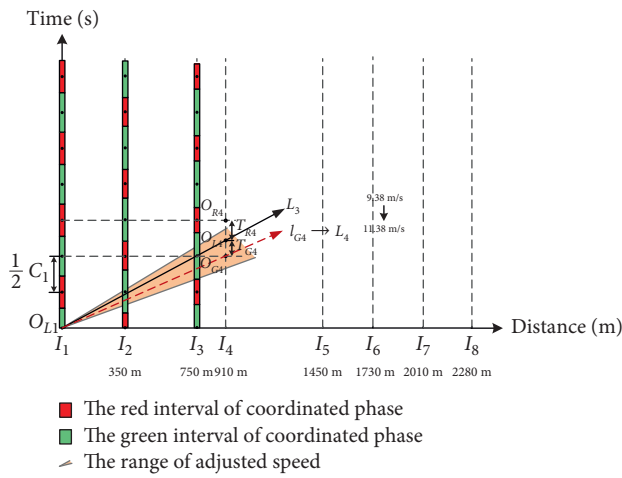 Time (s)
O_R4
L_3
9,38 m/s
T_R4
l_G4 → L_4
11,38 m/s
O_L4
T_G4
O_G4
1/2 C_1
O_L1
Distance (m)
I_1 I_2 I_3 I_4 I_5 I_6 I_7 I_8
350 m 750 m 910 m 1450 m 1730 m 2010 m 2280 m
The red interval of coordinated phase
The green interval of coordinated phase
The range of adjusted speed